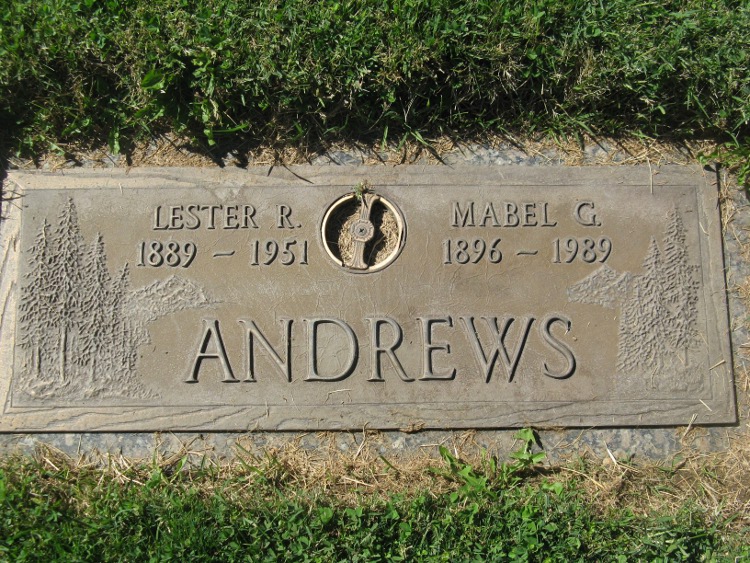 LESTER R. MABEL G.
1889 ~ 1951 1896 ~ 1989
ANDREWS